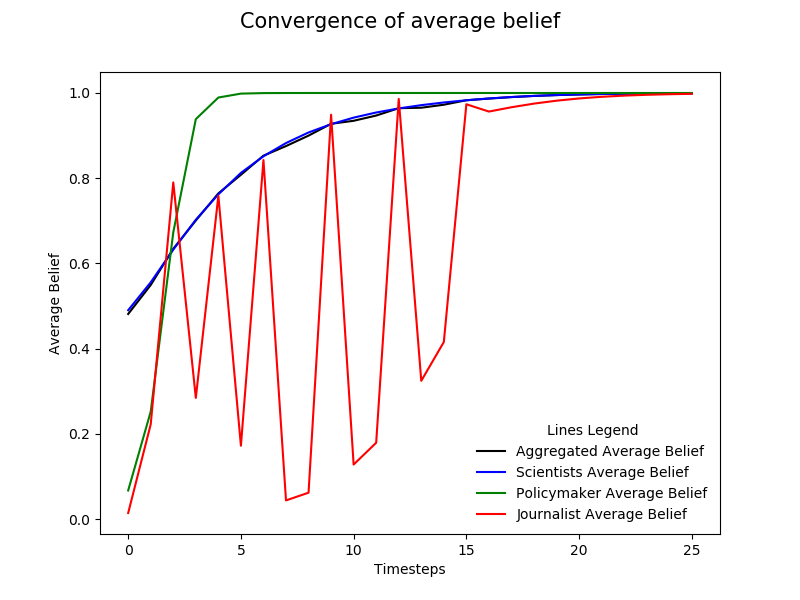 Convergence of average belief
1.0
0.8
0.6
0.4
0.2
0.0
Average Belief
Lines Legend
Aggregated Average Belief
Scientists Average Belief
Policymaker Average Belief
Journalist Average Belief
0 5 10 15 20 25
Timesteps